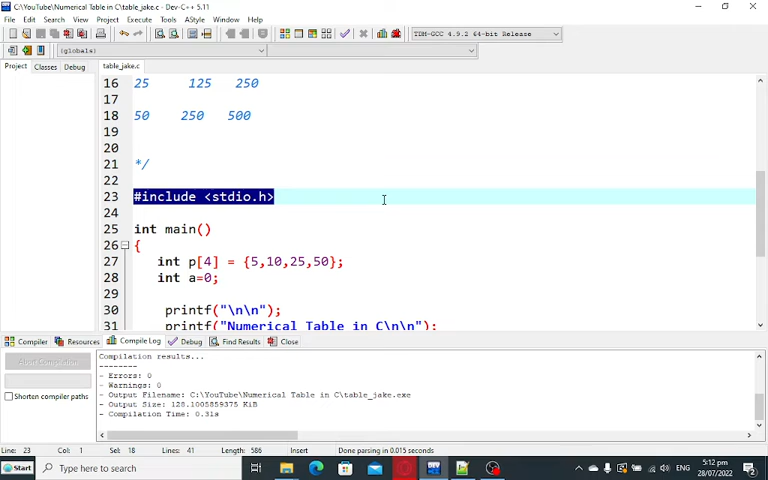 C:\YouTube\Numerical Table in C\table_jake.c - Dev-C++ 5.11
File Edit Search View Project Execute Tools AStyle Window Help
TDM-GCC 4.9.2 64-bit Release
(globals)
Project Classes Debug table_jake.c
16 25 125 250
17
18 50 250 500
19
20
21 */
22
23 #include <stdio.h>
24
25 int main()
26 {
27 int p[4] = {5,10,25,50};
28 int a=0;
29
30 printf("\n\n");
31 printf("Numerical Table in C\n\n");
Compiler Resources Compile Log Debug Find Results Close
Abort Compilation
Shorten compiler paths
Compilation results...
--------
- Errors: 0
- Warnings: 0
- Output Filename: C:\YouTube\Numerical Table in C\table_jake.exe
- Output Size: 128.1005859375 KiB
- Compilation Time: 0.31s
Line: 23 Col: 1 Sel: 18 Lines: 41 Length: 586 Insert Done parsing in 0.015 seconds
Start Type here to search ENG 5:12 pm
28/07/2022 2